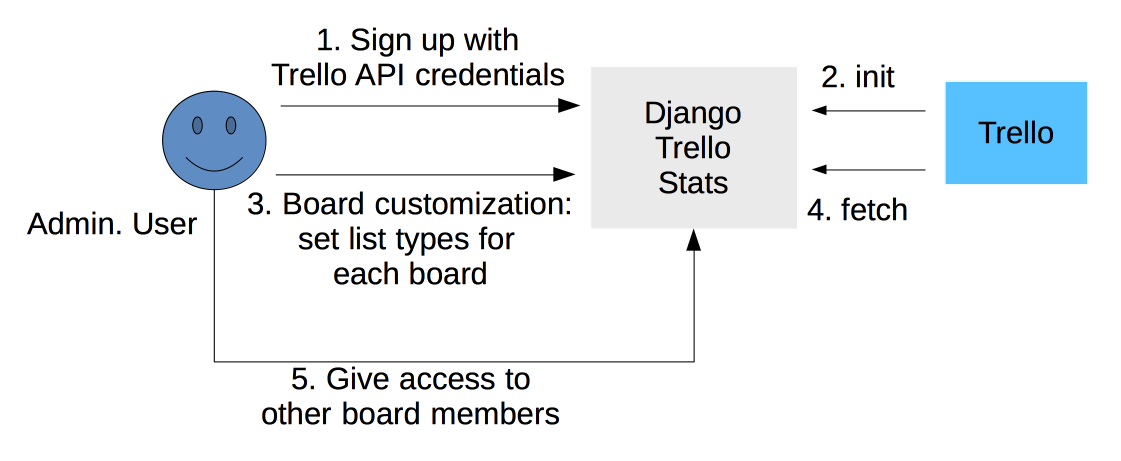 1. Sign up with
Trello API credentials
2. init
Django
Trello
Stats
Trello
Admin. User
3. Board customization:
set list types for
each board
4. fetch
5. Give access to
other board members